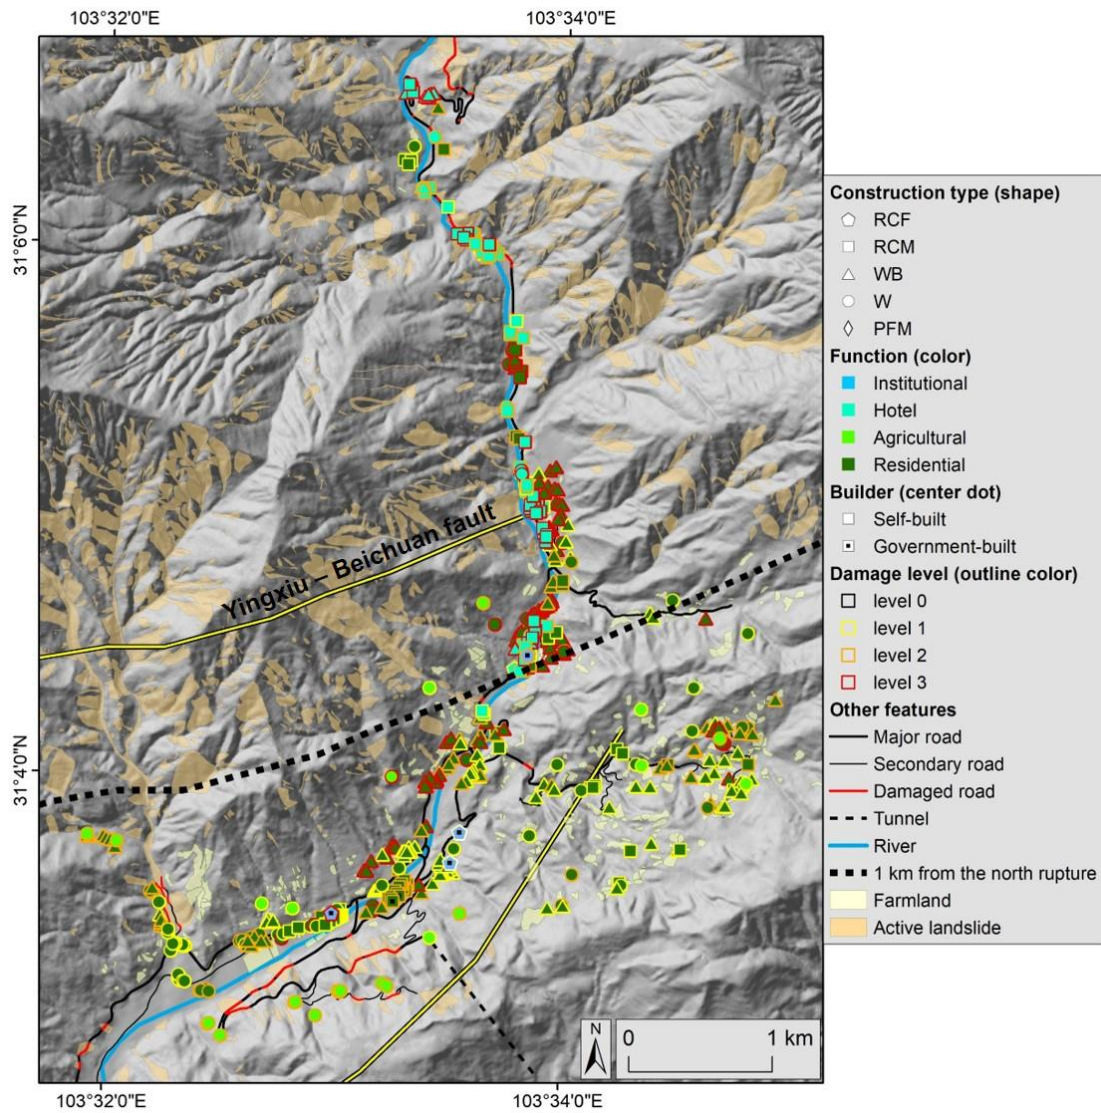 103°32'0"E
103°34'0"E
31°6'0"N
31°4'0"N
Yingxiu – Beichuan fault
Construction type (shape)
RCF
RCM
WB
W
PFM
Function (color)
Institutional
Hotel
Agricultural
Residential
Builder (center dot)
Self-built
Government-built
Damage level (outline color)
level 0
level 1
level 2
level 3
Other features
Major road
Secondary road
Damaged road
Tunnel
River
1 km from the north rupture
Farmland
Active landslide
N
0
1 km
103°32'0"E
103°34'0"E